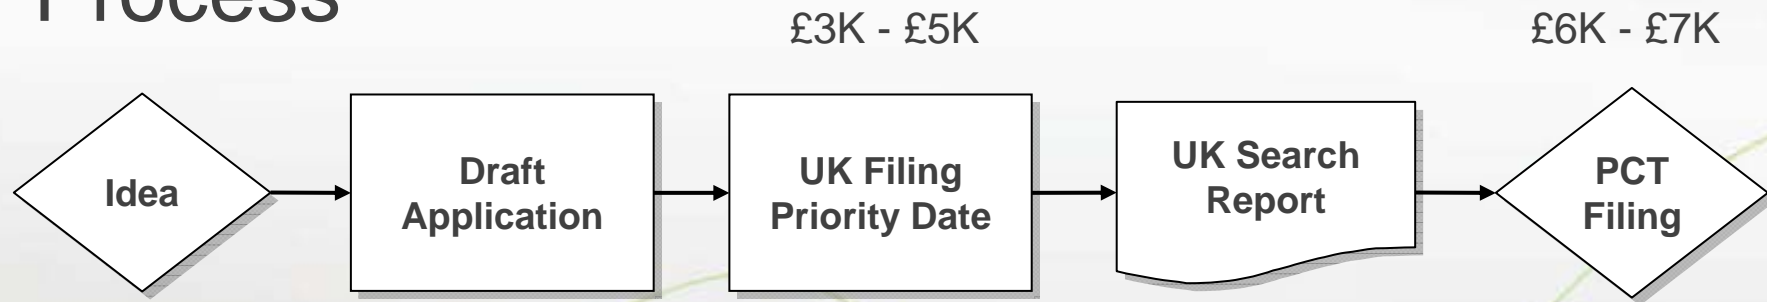 Process
£3K - £5K
£6K - £7K
Idea
Draft
Application
UK Filing
Priority Date
UK Search
Report
PCT
Filing